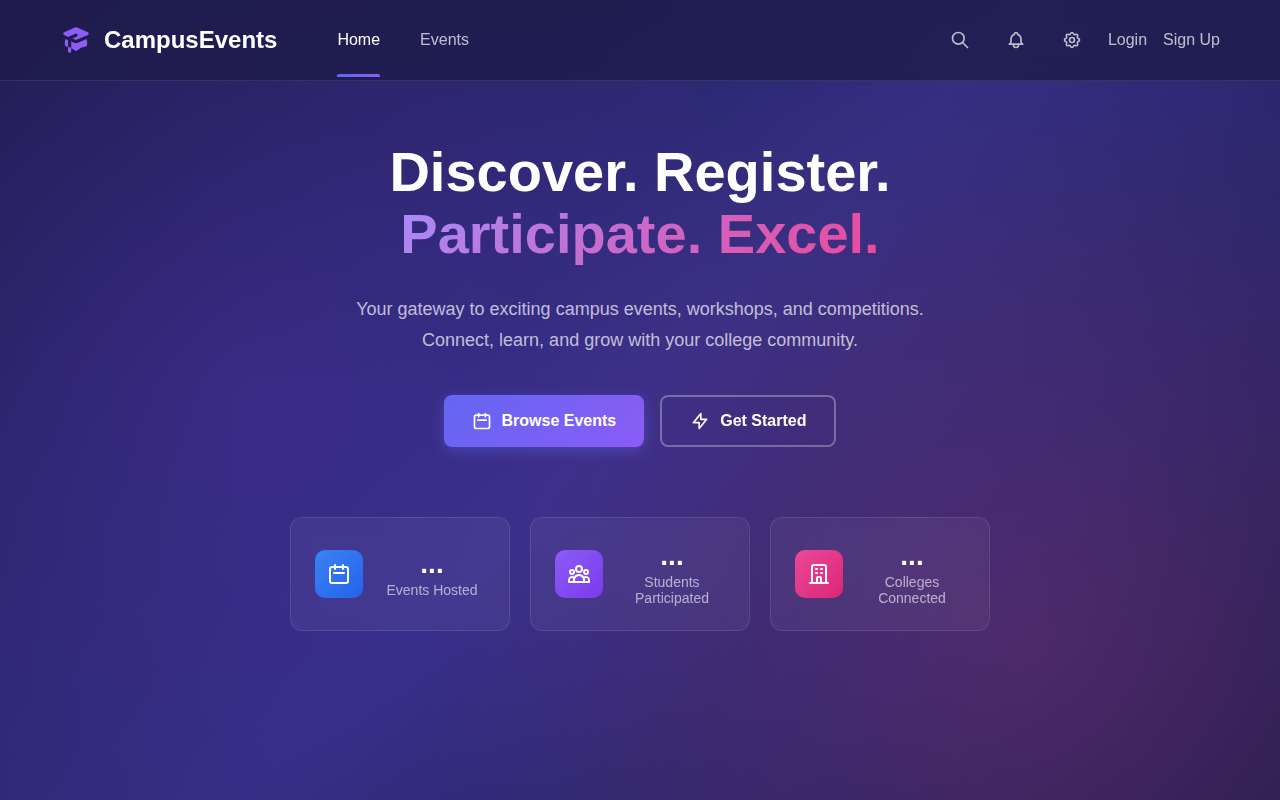 CampusEvents
Home
Events
Login
Sign Up
Discover. Register.
Participate. Excel.
Your gateway to exciting campus events, workshops, and competitions.
Connect, learn, and grow with your college community.
Browse Events
Get Started
...
Events Hosted
...
Students
Participated
...
Colleges
Connected